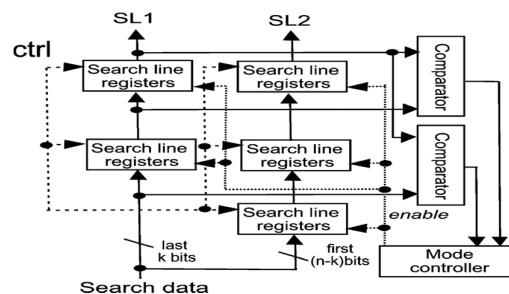 SL1
SL2
ctrl
Search line
registers
Search line
registers
Comparator
Search line
registers
Search line
registers
Comparator
Search line
registers
enable
last
k bits
first
(n-k)bits
Mode
controller
Search data